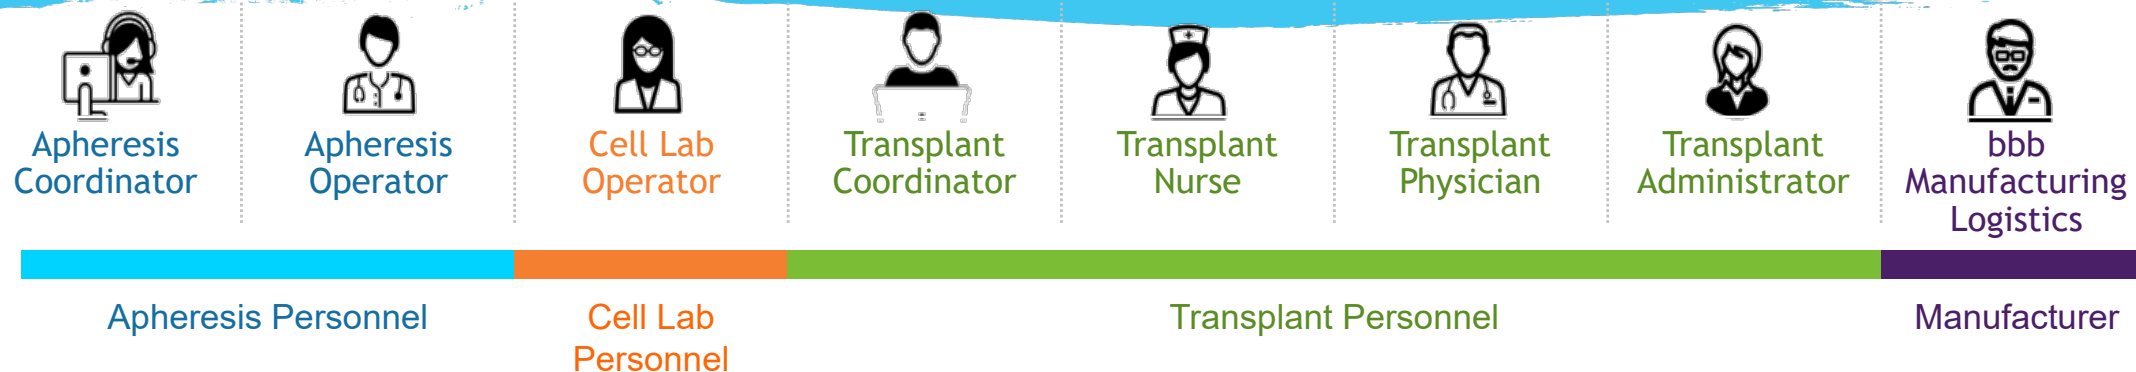 Apheresis
Coordinator
Apheresis
Operator
Cell Lab
Operator
Transplant
Coordinator
Transplant
Nurse
Transplant
Physician
Transplant
Administrator
bbb
Manufacturing
Logistics
Apheresis Personnel
Cell Lab
Personnel
Transplant Personnel
Manufacturer